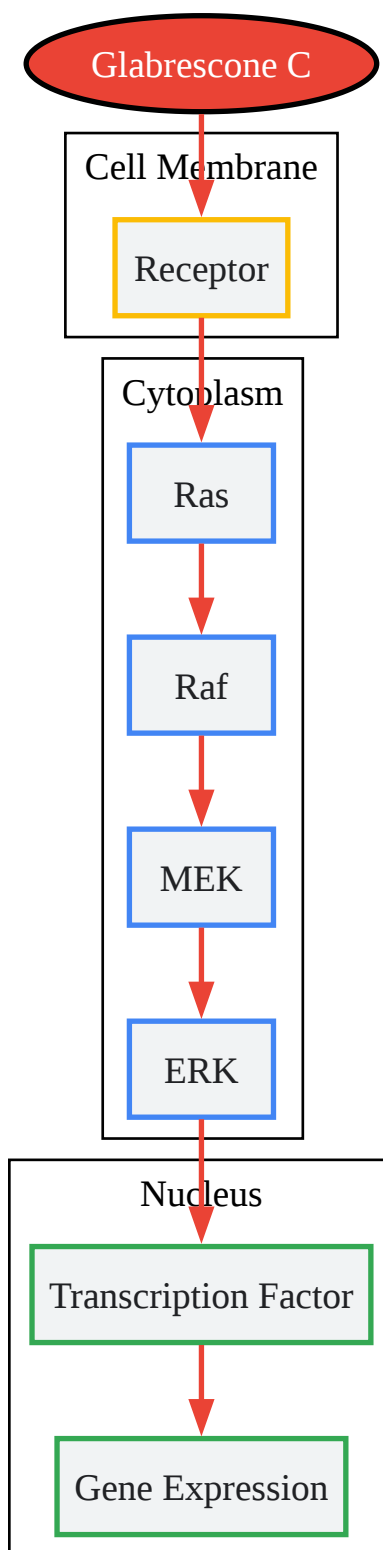 Glabrescone C
Cell Membrane
Receptor
Cytoplasm
Ras
Raf
MEK
ERK
Nucleus
Transcription Factor
Gene Expression